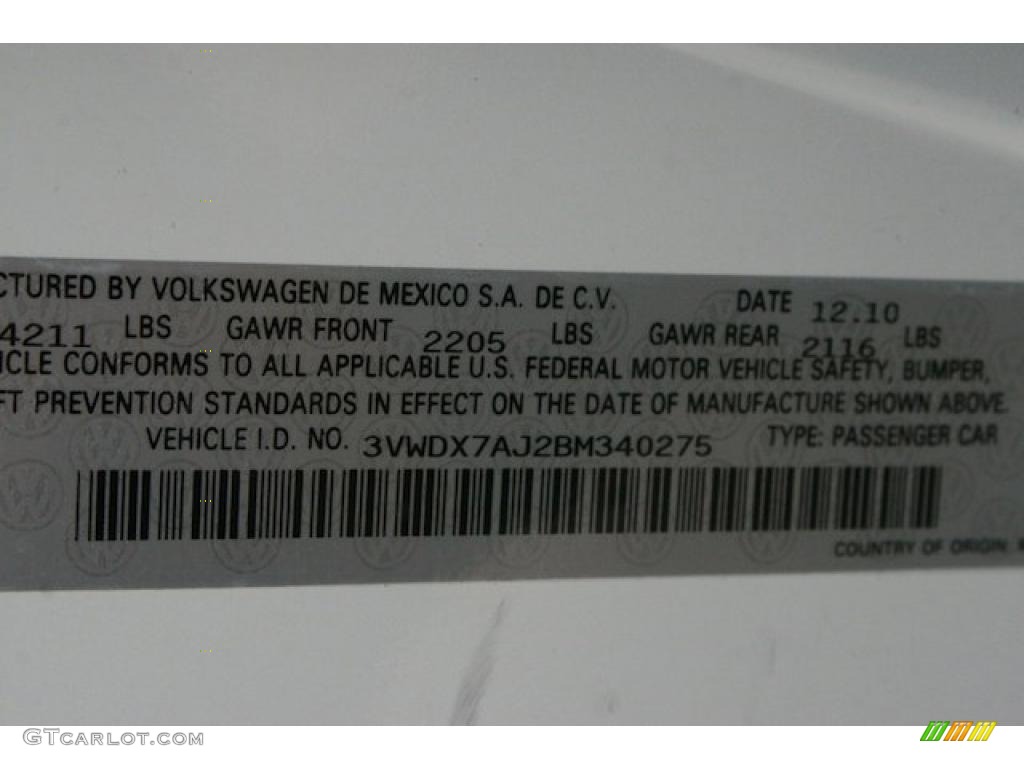 CTURED BY VOLKSWAGEN DE MEXICO S.A. DE C.V. DATE 12.10
4211 LBS GAWR FRONT 2205 LBS GAWR REAR 2116 LBS
ICLE CONFORMS TO ALL APPLICABLE U.S. FEDERAL MOTOR VEHICLE SAFETY, BUMPER,
FT PREVENTION STANDARDS IN EFFECT ON THE DATE OF MANUFACTURE SHOWN ABOVE.
VEHICLE I.D. NO. 3VWDX7AJ2BM340275 TYPE: PASSENGER CAR
COUNTRY OF ORIGIN:
GTCARLOT.COM